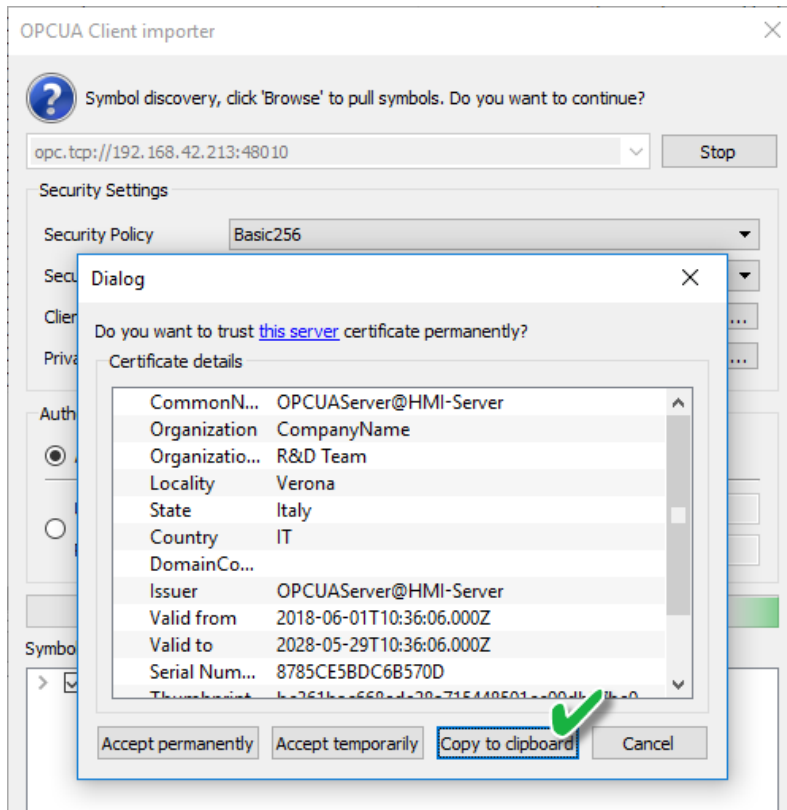 OPCUA Client importer
Symbol discovery, click 'Browse' to pull symbols. Do you want to continue?
opc.tcp://192.168.42.213:48010 Stop
Security Settings
Security Policy Basic256
Dialog
Do you want to trust this server certificate permanently?
Certificate details
CommonN... OPCUAServer@HMI-Server
Organization CompanyName
Organizatio... R&D Team
Locality Verona
State Italy
Country IT
DomainCo...
Issuer OPCUAServer@HMI-Server
Valid from 2018-06-01T10:36:06.000Z
Valid to 2028-05-29T10:36:06.000Z
Serial Num... 8785CE5BDC6B570D
Thumbprint
Accept permanently Accept temporarily Copy to clipboard Cancel